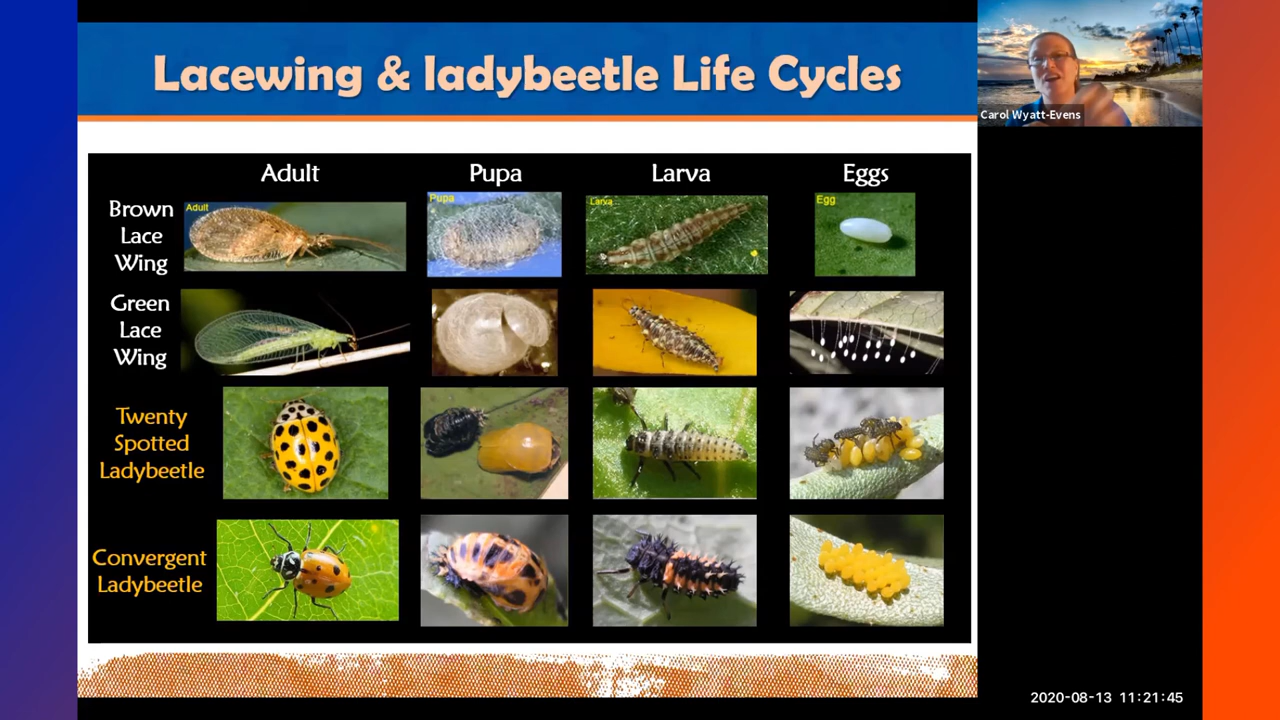 Lacewing & ladybeetle Life Cycles
Carol Wyatt-Evens
Adult
Pupa
Larva
Eggs
Brown
Lace
Wing
Adult
Pupa
Larva
Egg
Green
Lace
Wing
Twenty
Spotted
Ladybeetle
Convergent
Ladybeetle
2020-08-13 11:21:45